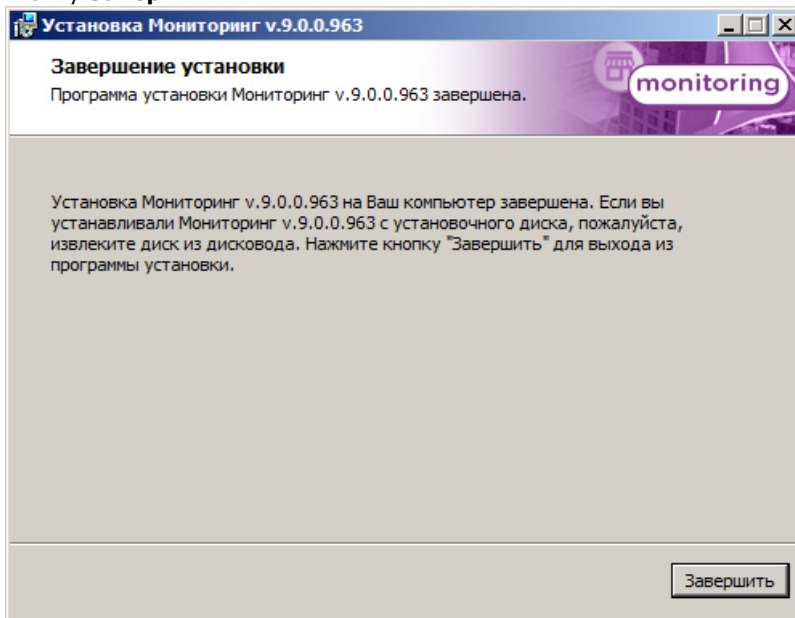 Установка Мониторинг v.9.0.0.963
Завершение установки
Программа установки Мониторинг v.9.0.0.963 завершена.
monitoring
Установка Мониторинг v.9.0.0.963 на Ваш компьютер завершена. Если вы
устанавливали Мониторинг v.9.0.0.963 с установочного диска, пожалуйста,
извлеките диск из дисковода. Нажмите кнопку "Завершить" для выхода из
программы установки.
Завершить